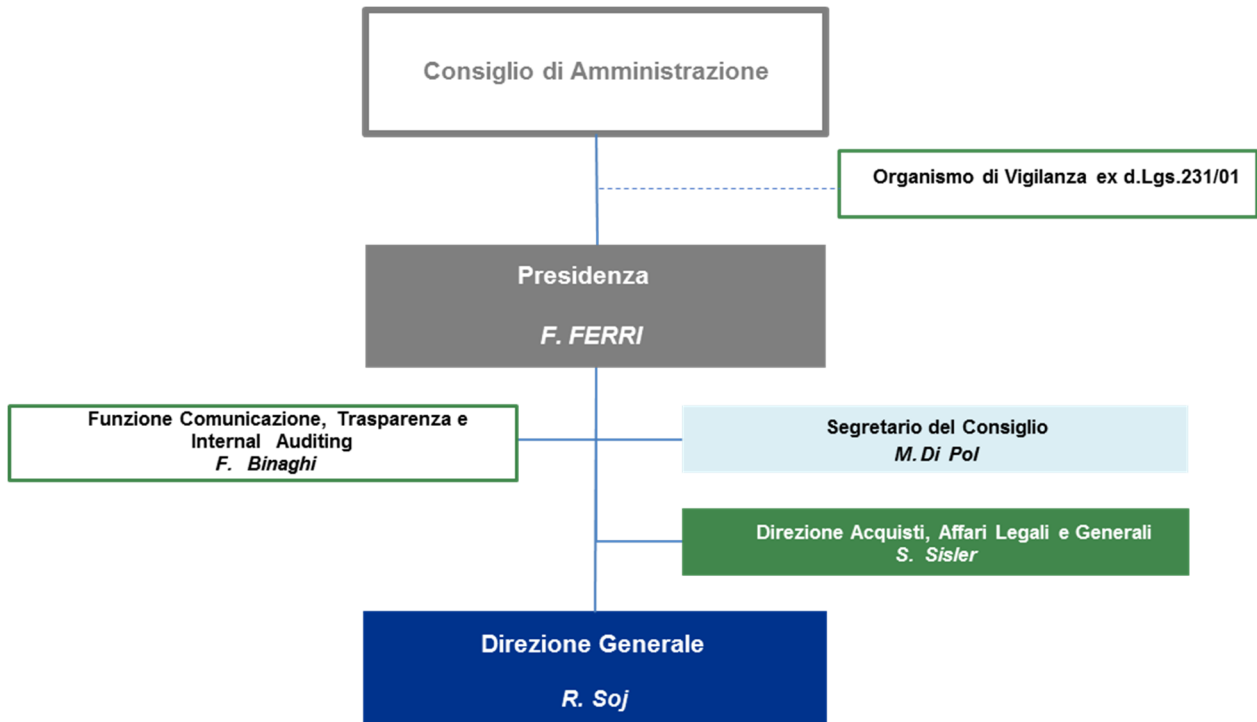 Consiglio di Amministrazione
Organismo di Vigilanza ex d.Lgs.231/01
Presidenza
F. FERRI
Funzione Comunicazione, Trasparenza e
Internal Auditing
F. Binaghi
Segretario del Consiglio
M. Di Pol
Direzione Acquisti, Affari Legali e Generali
S. Sisler
Direzione Generale
R. Soj